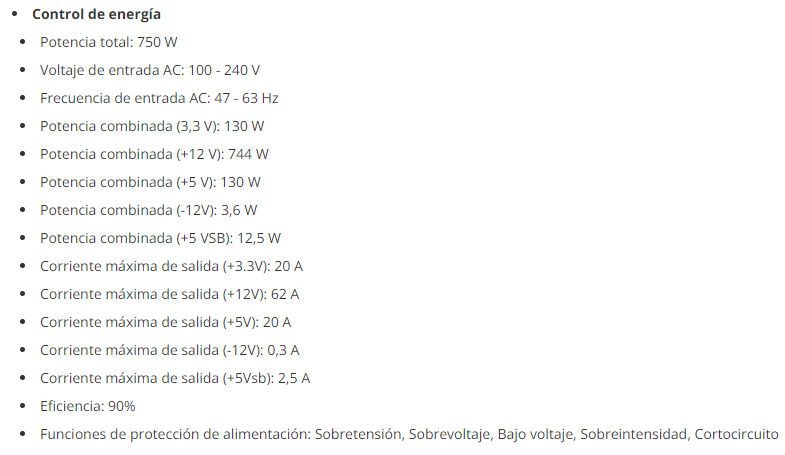 Control de energía
Potencia total: 750 W
Voltaje de entrada AC: 100 - 240 V
Frecuencia de entrada AC: 47 - 63 Hz
Potencia combinada (3,3 V): 130 W
Potencia combinada (+12 V): 744 W
Potencia combinada (+5 V): 130 W
Potencia combinada (-12V): 3,6 W
Potencia combinada (+5 VSB): 12,5 W
Corriente máxima de salida (+3.3V): 20 A
Corriente máxima de salida (+12V): 62 A
Corriente máxima de salida (+5V): 20 A
Corriente máxima de salida (-12V): 0,3 A
Corriente máxima de salida (+5Vsb): 2,5 A
Eficiencia: 90%
Funciones de protección de alimentación: Sobretensión, Sobrevoltaje, Bajo voltaje, Sobreintensidad, Cortocircuito